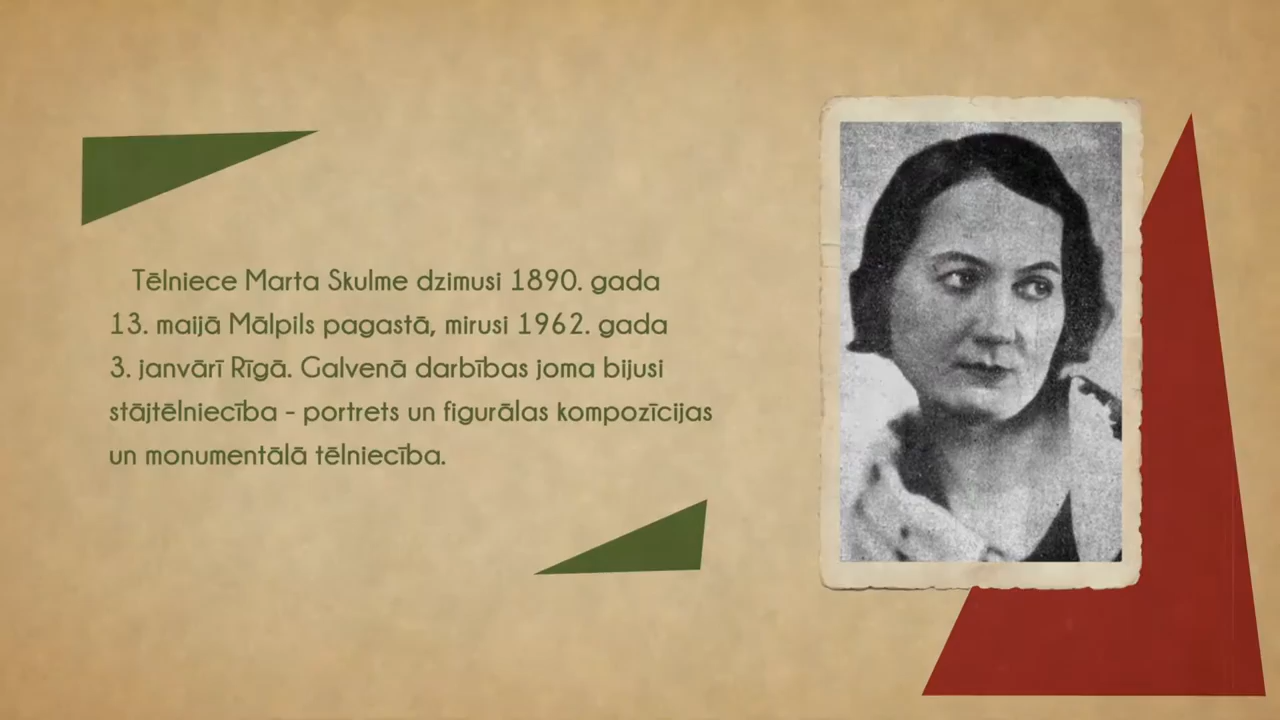 Tēlniece Marta Skulme dzimusi 1890. gada
13. maijā Mālpils pagastā, mirusi 1962. gada
3. janvārī Rīgā. Galvenā darbības joma bijusi
stājtēlniecība - portrets un figurālas kompozīcijas
un monumentālā tēlniecība.